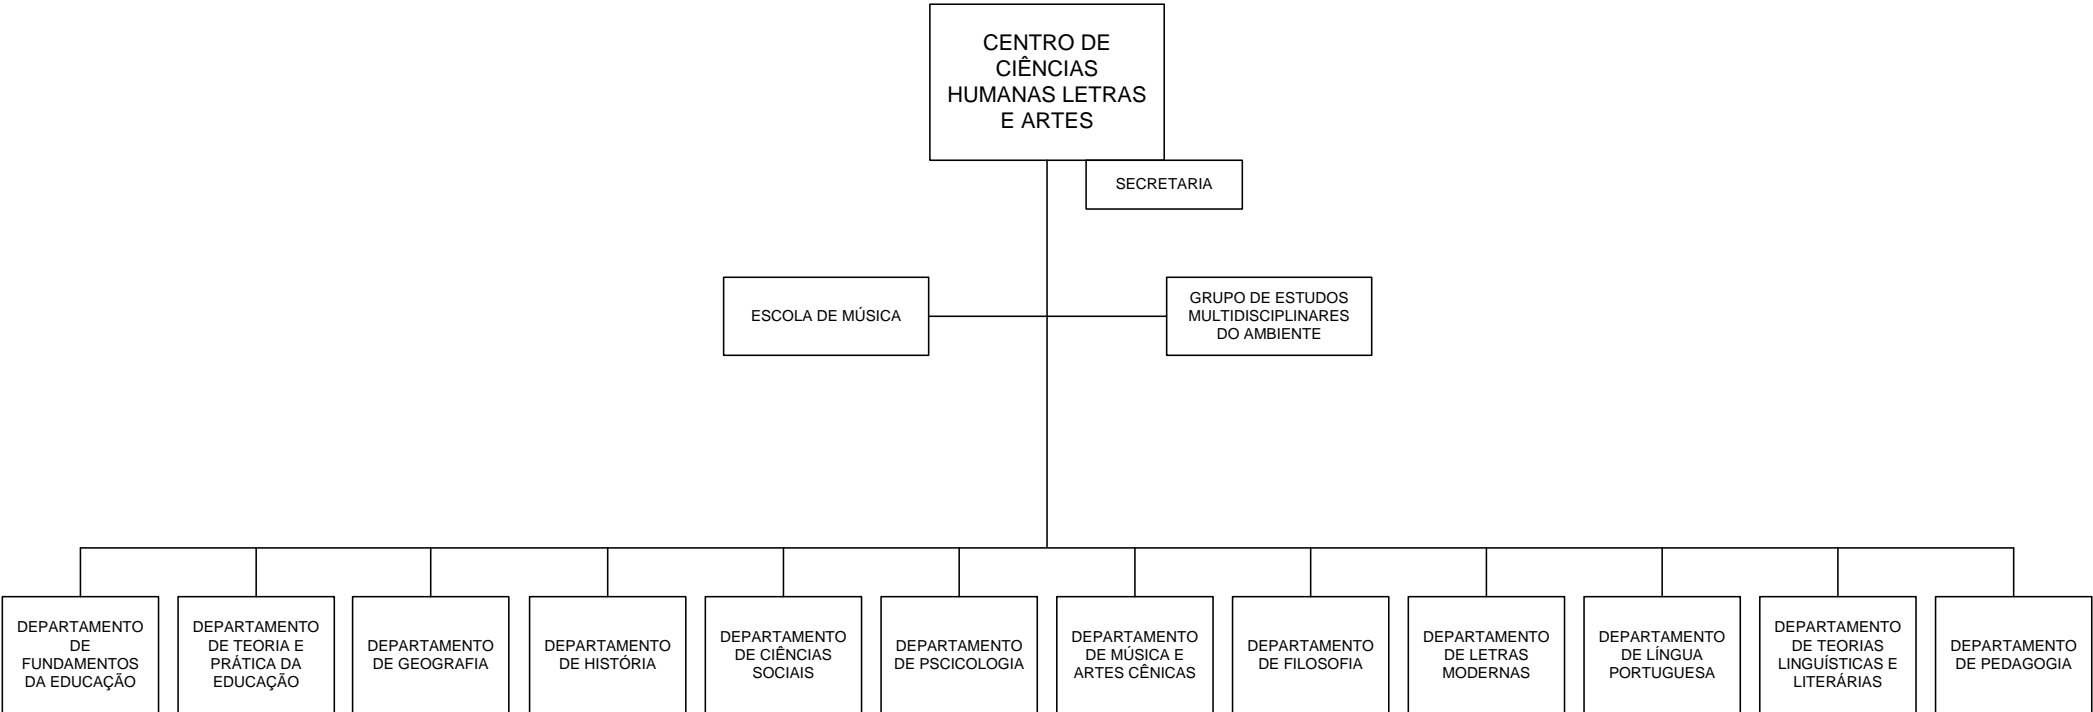 CENTRO DE
CIÊNCIAS
HUMANAS LETRAS
E ARTES
SECRETARIA
ESCOLA DE MÚSICA
GRUPO DE ESTUDOS
MULTIDISCIPLINARES
DO AMBIENTE
DEPARTAMENTO
DE
FUNDAMENTOS
DA EDUCAÇÃO
DEPARTAMENTO
DE TEORIA E
PRÁTICA DA
EDUCAÇÃO
DEPARTAMENTO
DE GEOGRAFIA
DEPARTAMENTO
DE HISTÓRIA
DEPARTAMENTO
DE CIÊNCIAS
SOCIAIS
DEPARTAMENTO
DE PSCICOLOGIA
DEPARTAMENTO
DE MÚSICA E
ARTES CÊNICAS
DEPARTAMENTO
DE FILOSOFIA
DEPARTAMENTO
DE LETRAS
MODERNAS
DEPARTAMENTO
DE LÍNGUA
PORTUGUESA
DEPARTAMENTO
DE TEORIAS
LINGUÍSTICAS E
LITERÁRIAS
DEPARTAMENTO
DE PEDAGOGIA